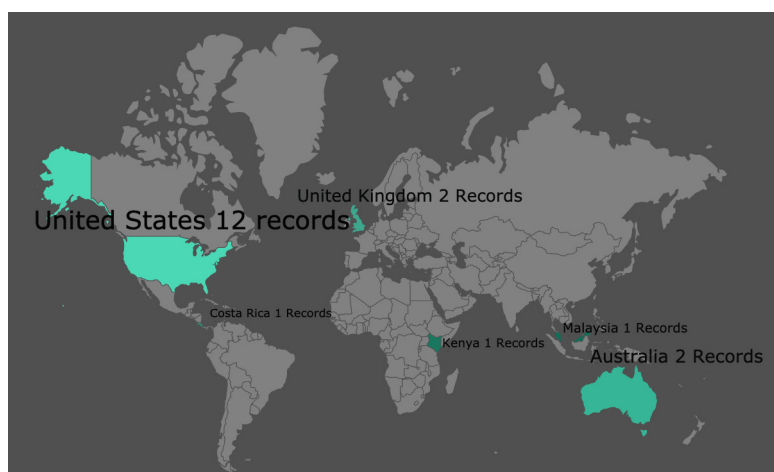 United Kingdom 2 Records
United States 12 records
Costa Rica 1 Records
Malaysia 1 Records
Kenya 1 Records
Australia 2 Records